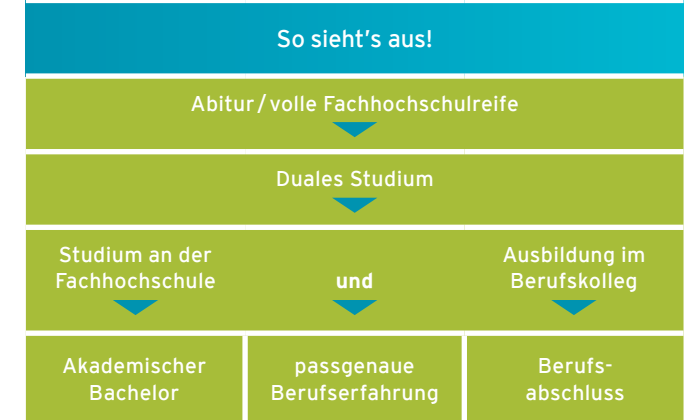 So sieht's aus!
Abitur/volle Fachhochschulreife
Duales Studium
Studium an der
Fachhochschule
und
Ausbildung im
Berufskolleg
Akademischer
Bachelor
passgenaue
Berufserfahrung
Berufs-
abschluss